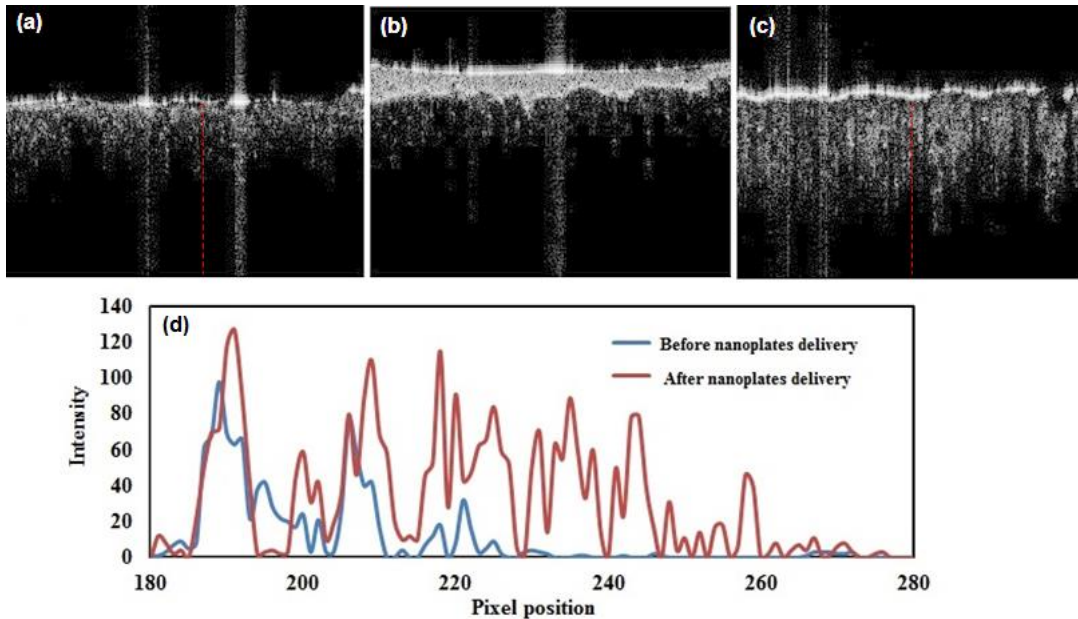 (a)
(b)
(c)
(d)
140
120
100
80
60
40
20
0
Intensity
Before nanoplates delivery
After nanoplates delivery
180
200
220
240
260
280
Pixel position